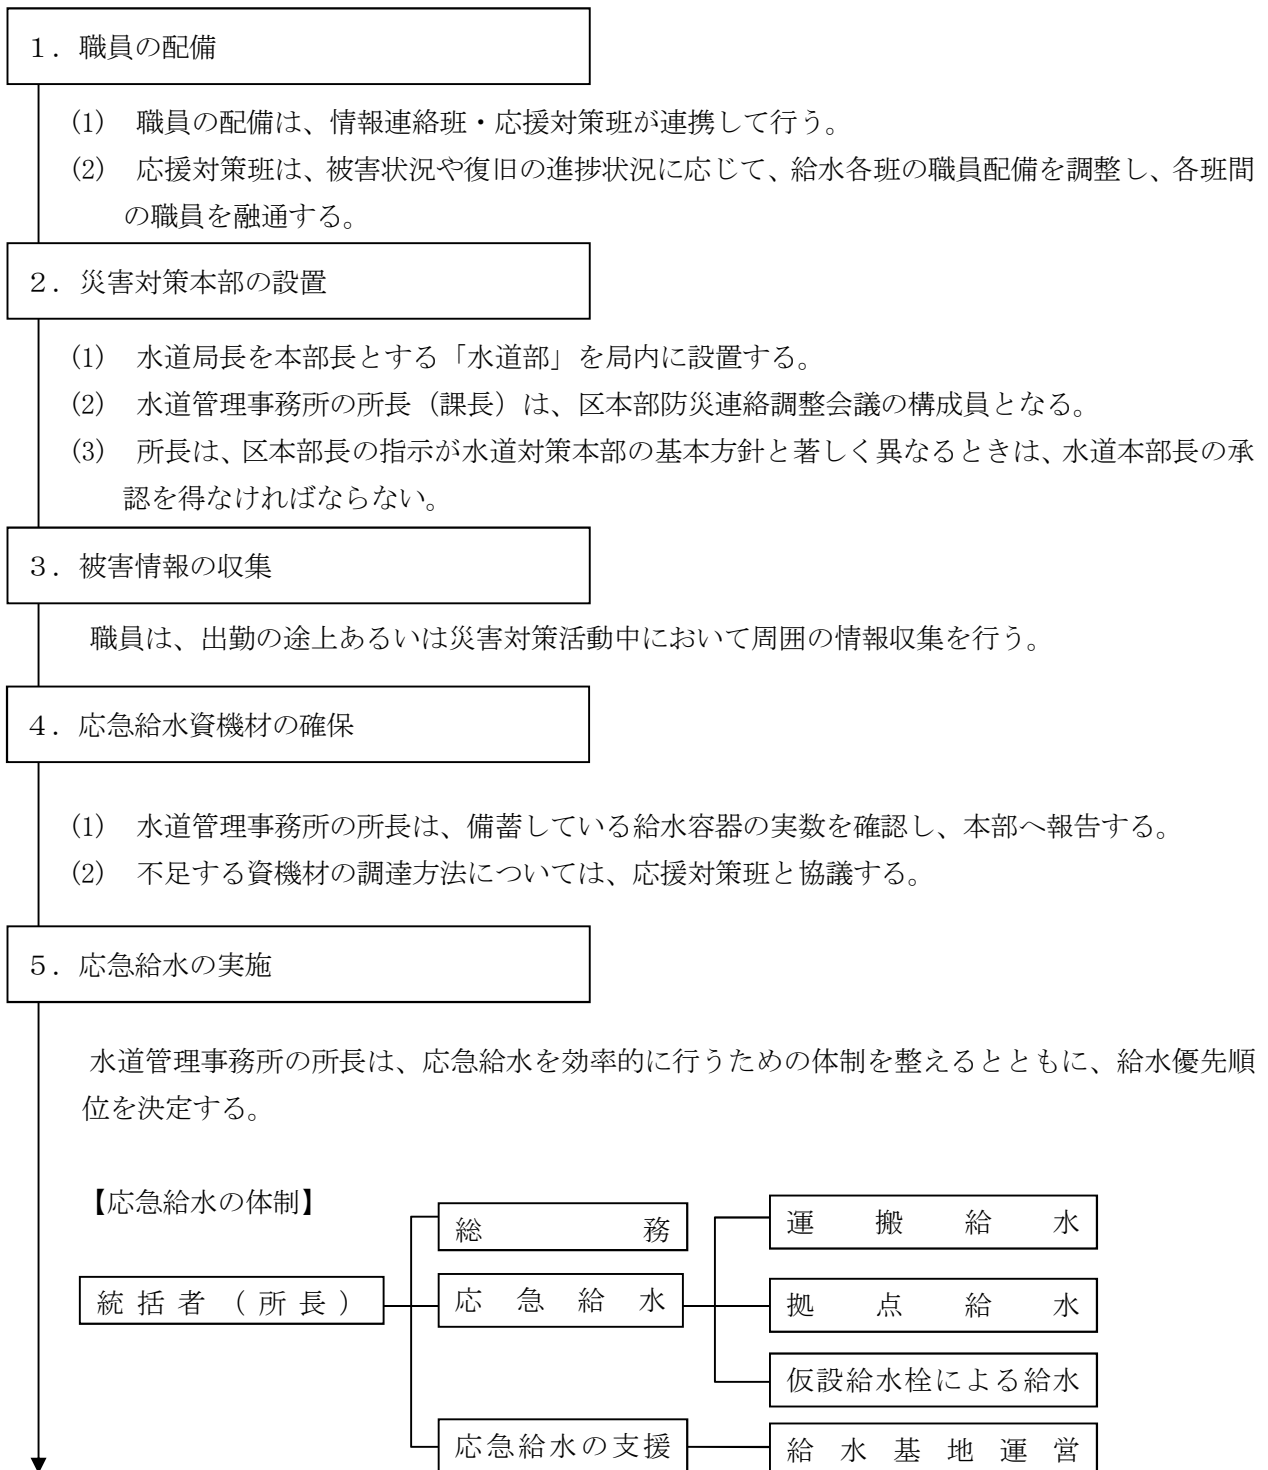 １．職員の配備
(1)　職員の配備は、情報連絡班・応援対策班が連携して行う。
(2)　応援対策班は、被害状況や復旧の進捗状況に応じて、給水各班の職員配備を調整し、各班間
の職員を融通する。
２．災害対策本部の設置
(1)　水道局長を本部長とする「水道部」を局内に設置する。
(2)　水道管理事務所の所長（課長）は、区本部防災連絡調整会議の構成員となる。
(3)　所長は、区本部長の指示が水道対策本部の基本方針と著しく異なるときは、水道本部長の承
認を得なければならない。
３．被害情報の収集
職員は、出勤の途上あるいは災害対策活動中において周囲の情報収集を行う。
４．応急給水資機材の確保
(1)　水道管理事務所の所長は、備蓄している給水容器の実数を確認し、本部へ報告する。
(2)　不足する資機材の調達方法については、応援対策班と協議する。
５．応急給水の実施
水道管理事務所の所長は、応急給水を効率的に行うための体制を整えるとともに、給水優先順
位を決定する。
【応急給水の体制】
総務
運搬給水
統括者（所長）
応急給水
拠点給水
仮設給水栓による給水
応急給水の支援
給水基地運営